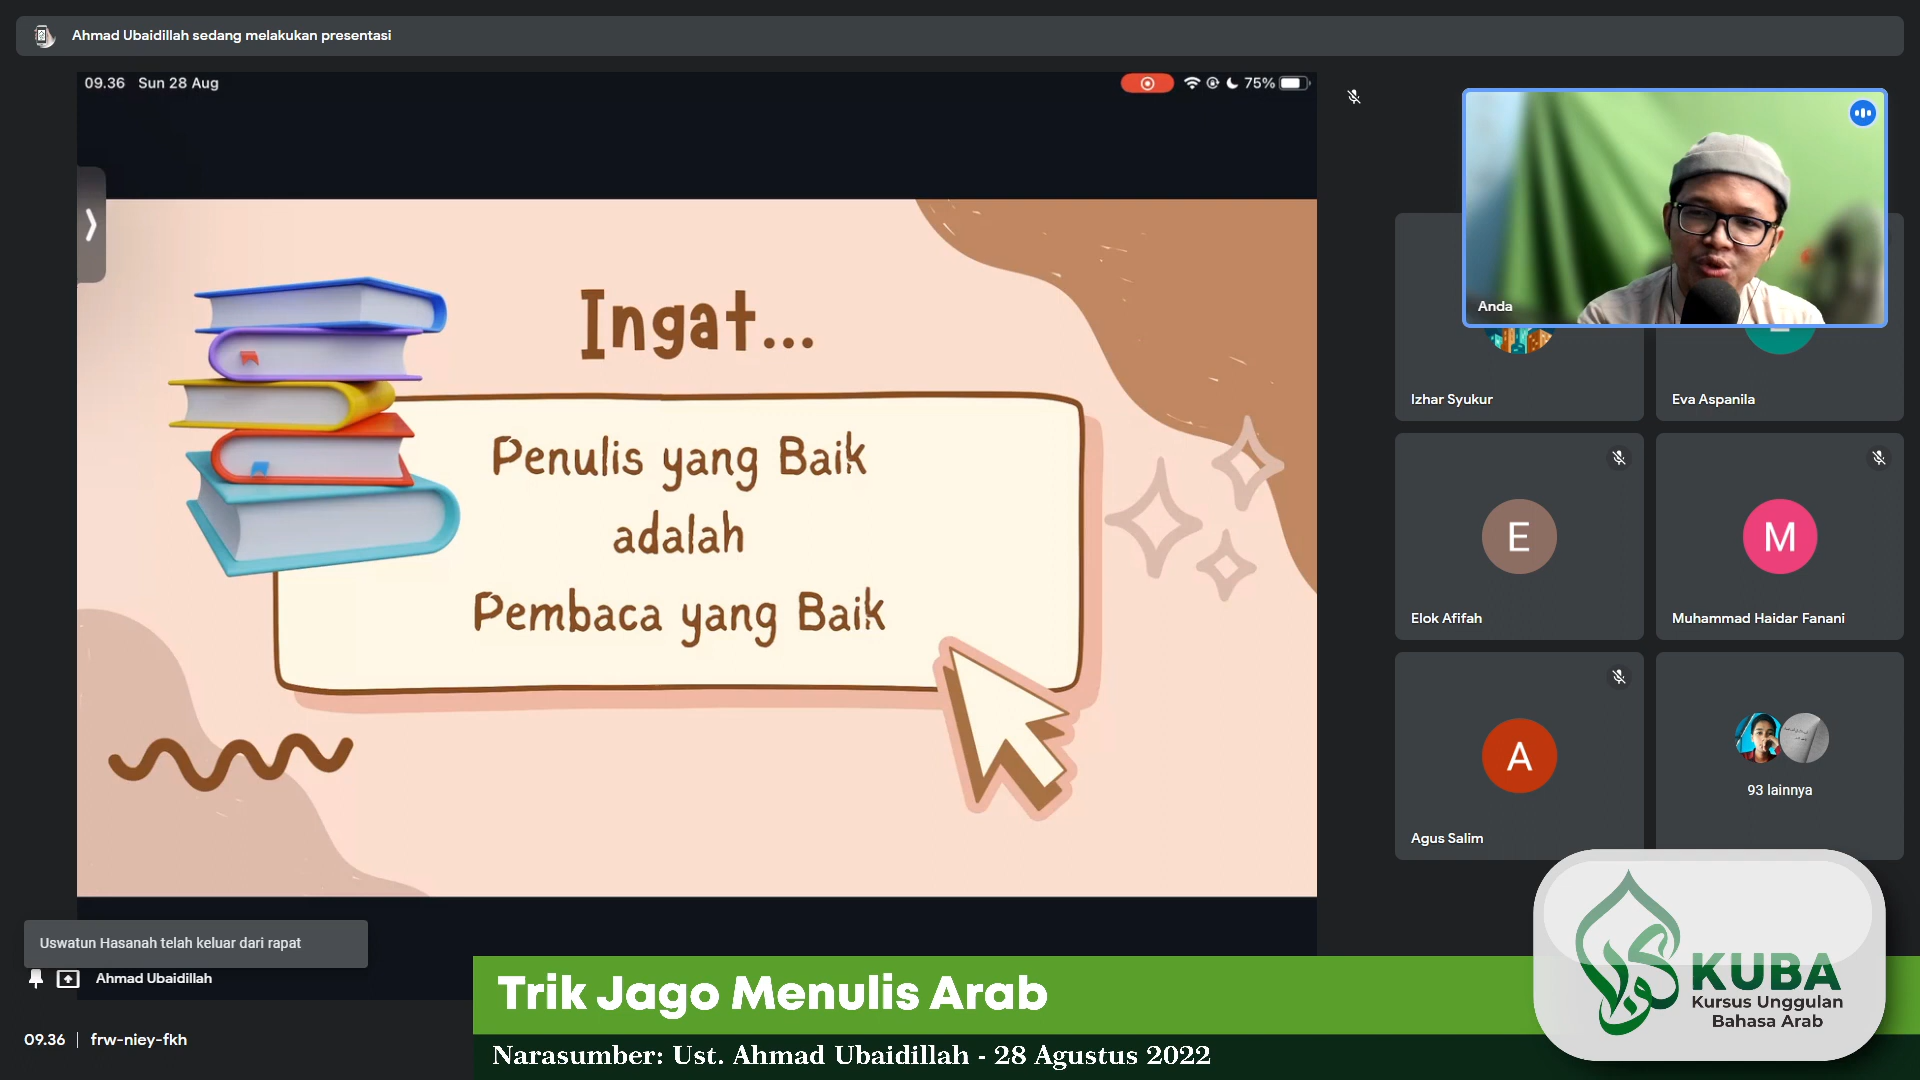 Ahmad Ubaidillah sedang melakukan presentasi
09.36 Sun 28 Aug
75%
Ingat...
Penulis yang Baik
adalah
Pembaca yang Baik
Anda
Izhar Syukur
Eva Aspanila
E
Elok Afifah
M
Muhammad Haidar Fanani
A
Agus Salim
93 lainnya
Uswatun Hasanah telah keluar dari rapat
Ahmad Ubaidillah
09.36 | frw-niey-fkh
Trik Jago Menulis Arab
Narasumber: Ust. Ahmad Ubaidillah - 28 Agustus 2022
KUBA
Kursus Unggulan
Bahasa Arab